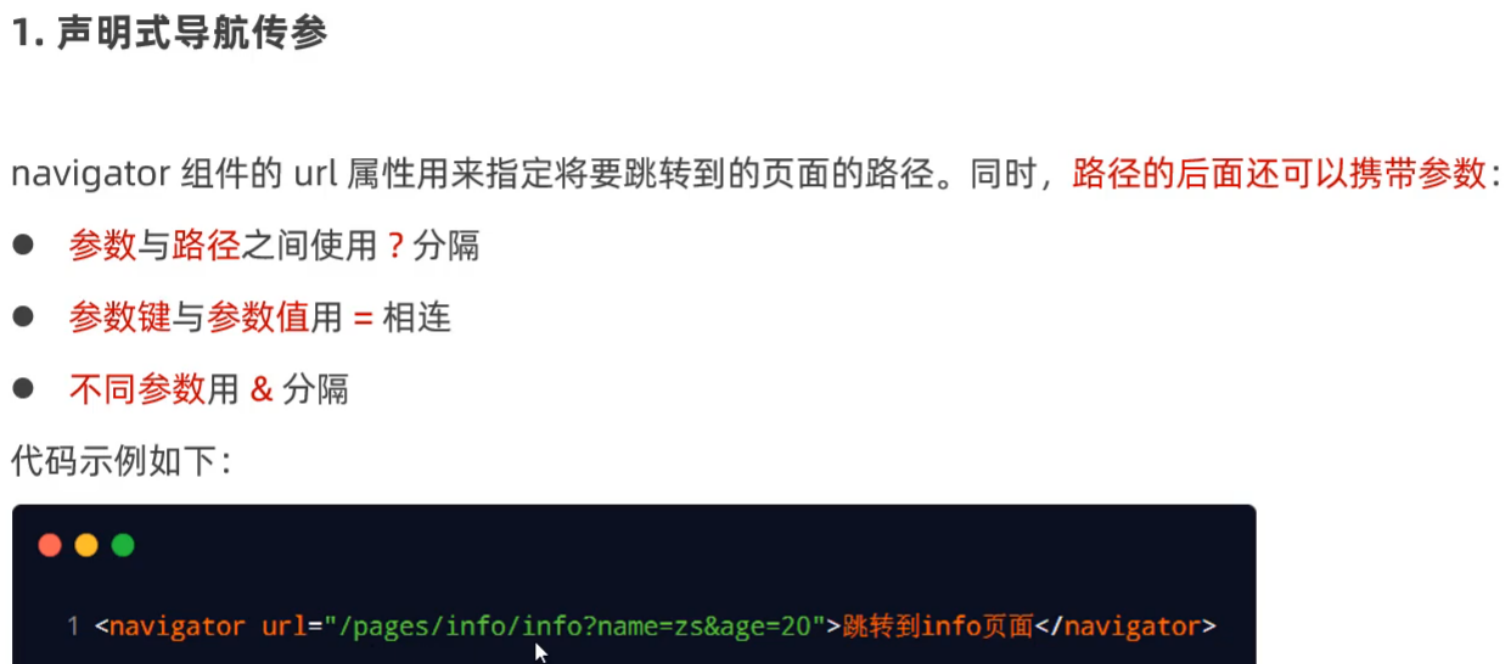 1. 声明式导航传参
navigator 组件的 url 属性用来指定将要跳转到的页面的路径。同时，路径的后面还可以携带参数：
● 参数与路径之间使用 ? 分隔
● 参数键与参数值用 = 相连
● 不同参数用 & 分隔
代码示例如下：
1 <navigator url="/pages/info/info?name=zs&age=20">跳转到info页面</navigator>